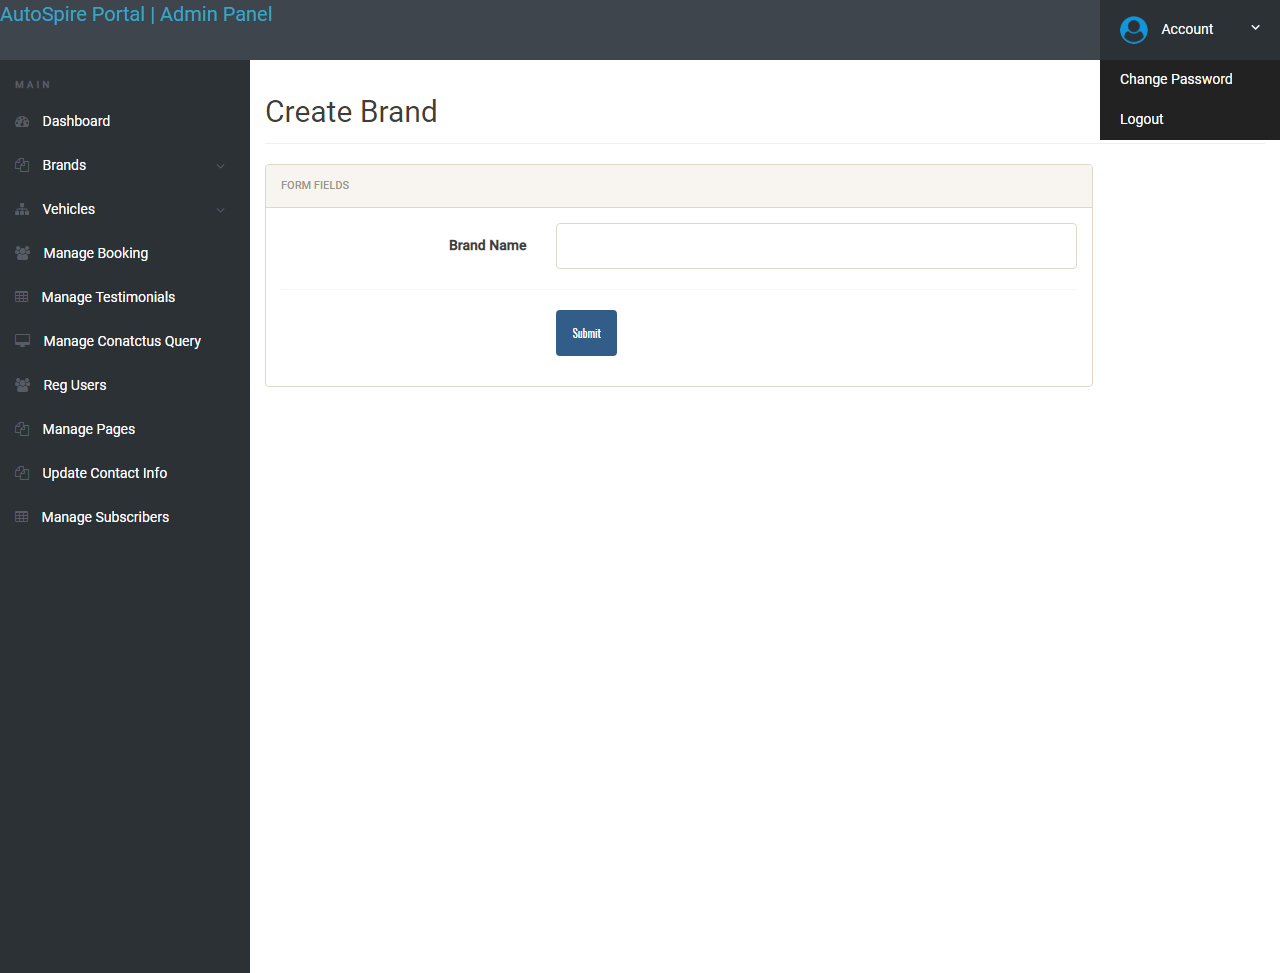 AutoSpire Portal | Admin Panel
Account
Change Password
Logout
MAIN
Dashboard
Brands
Vehicles
Manage Booking
Manage Testimonials
Manage Conatctus Query
Reg Users
Manage Pages
Update Contact Info
Manage Subscribers
Create Brand
FORM FIELDS
Brand Name
Submit